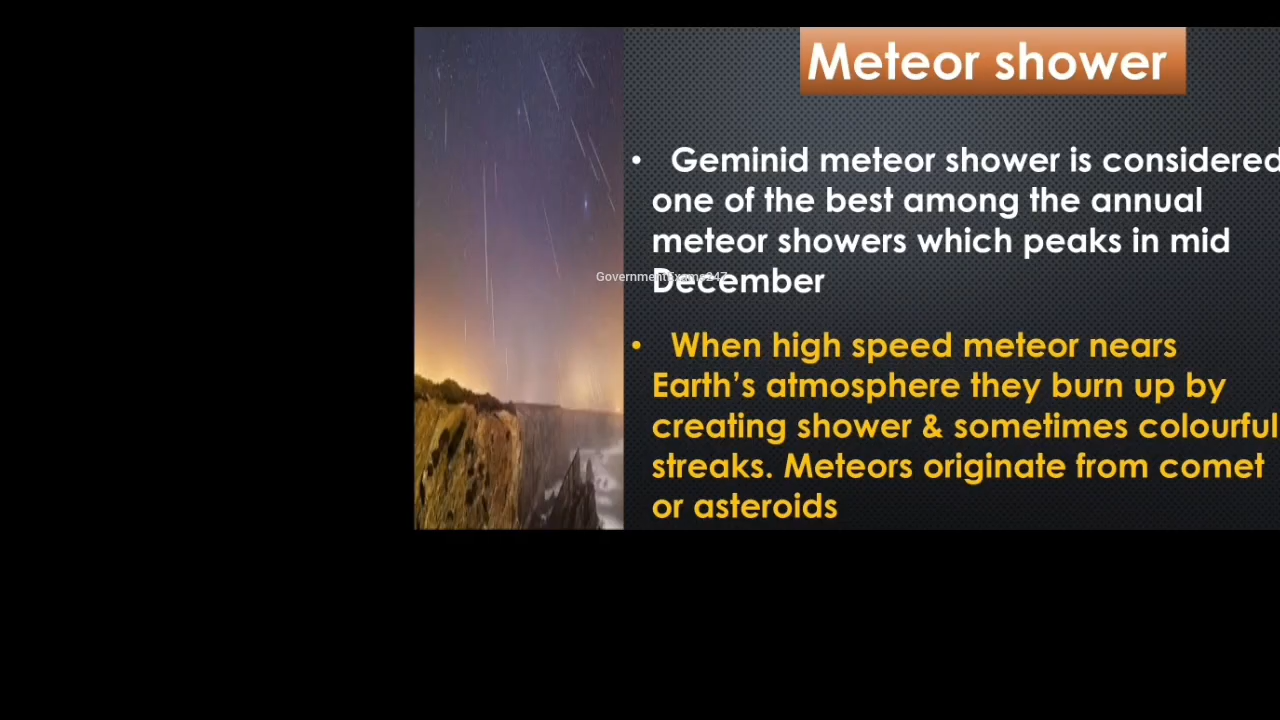 Meteor shower
• Geminid meteor shower is considered
one of the best among the annual
meteor showers which peaks in mid
December
GovernmentExams247
• When high speed meteor nears
Earth’s atmosphere they burn up by
creating shower & sometimes colourful
streaks. Meteors originate from comet
or asteroids